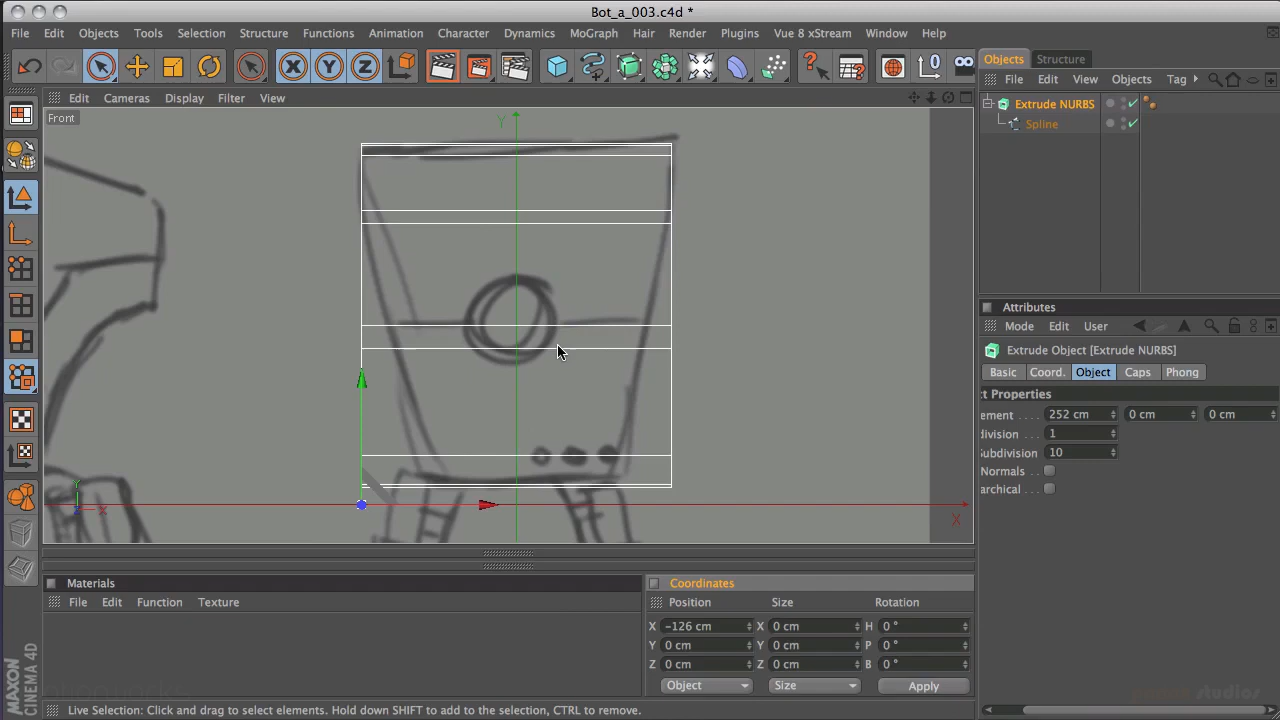 Bot_a_003.c4d *
File Edit Objects Tools Selection Structure Functions Animation Character Dynamics MoGraph Hair Render Plugins Vue 8 xStream Window Help
Objects Structure
Edit Cameras Display Filter View
File Edit View Objects Tag
Front
Y
Extrude NURBS
Spline
Attributes
Mode Edit User
Extrude Object [Extrude NURBS]
Basic Coord. Object Caps Phong
ct Properties
ement 252 cm 0 cm 0 cm
division 1
Subdivision 10
Normals
archical
Y
Z X
X
Materials
Coordinates
File Edit Function Texture
Position Size Rotation
X -126 cm X 0 cm H 0 °
Y 0 cm Y 0 cm P 0 °
Z 0 cm Z 0 cm B 0 °
Object Size Apply
MAXON CINEMA 4D
Live Selection: Click and drag to select elements. Hold down SHIFT to add to the selection, CTRL to remove.